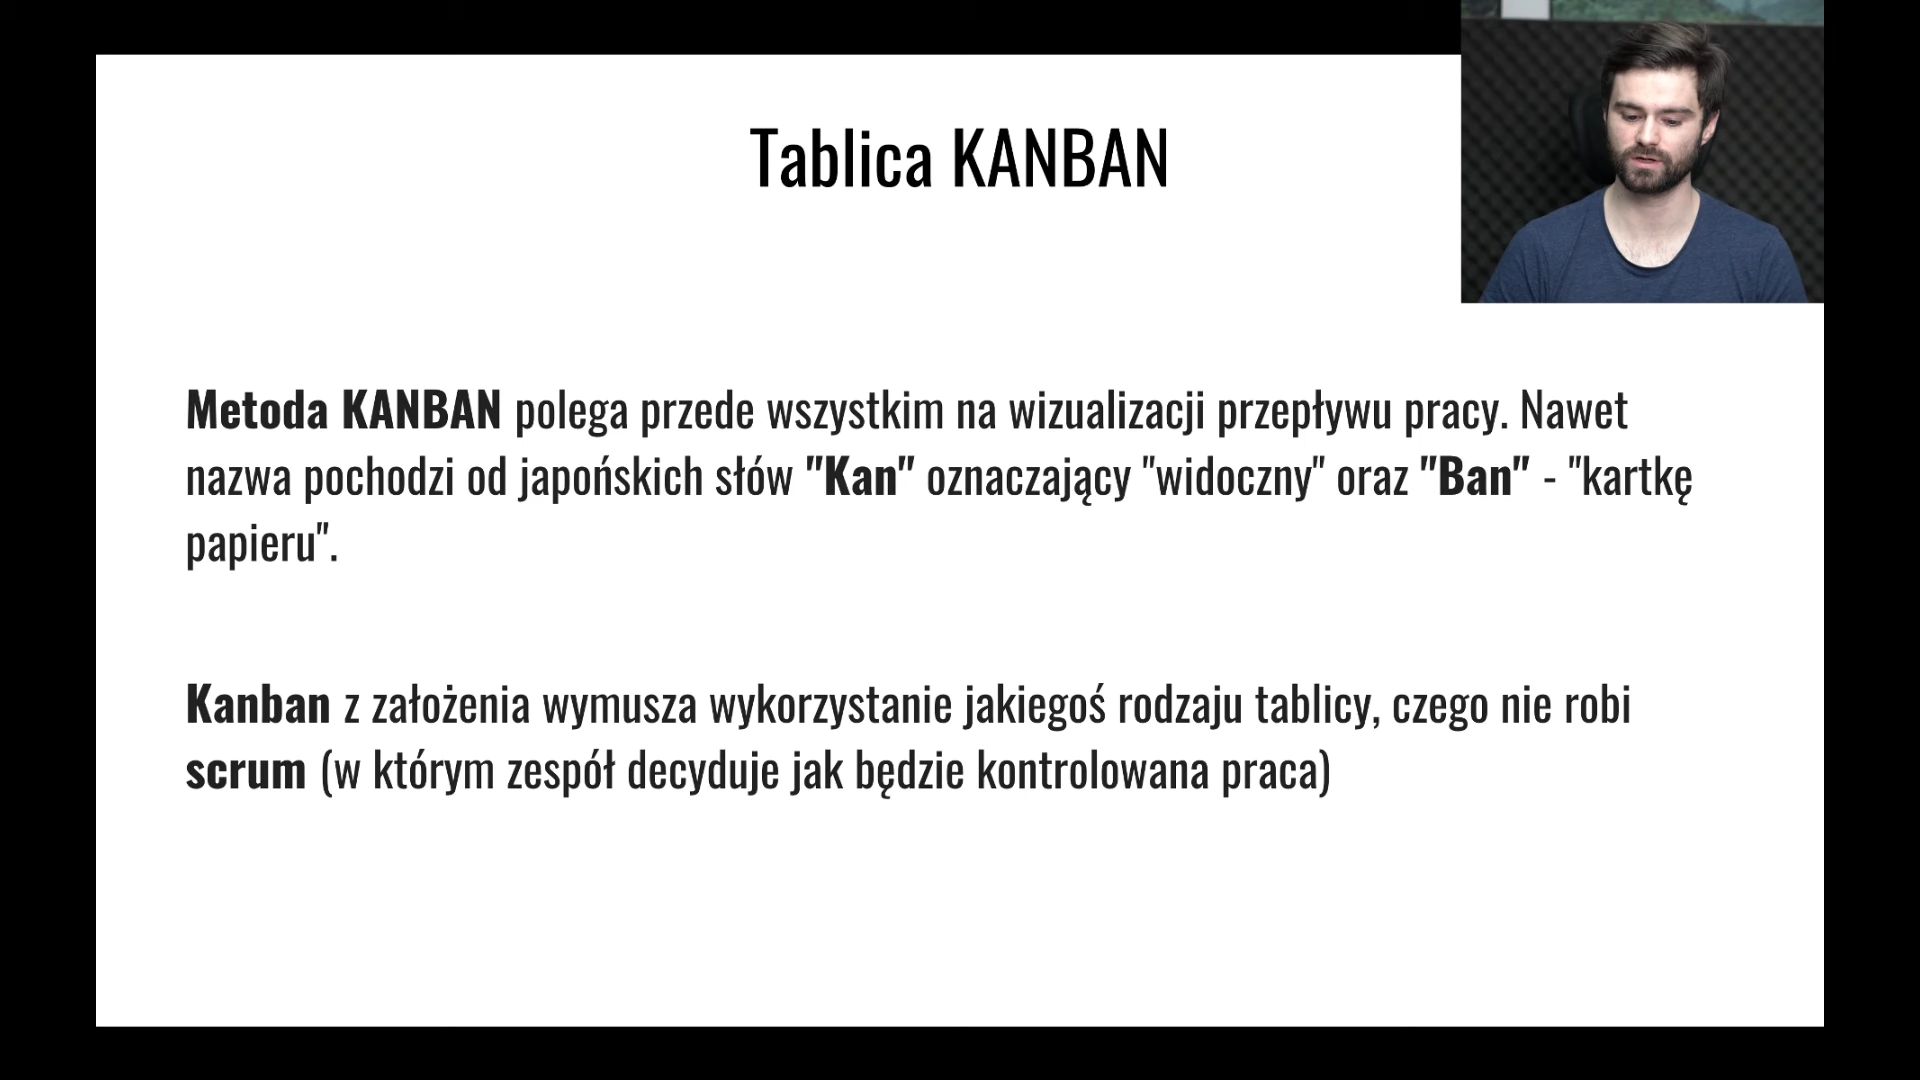 Tablica KANBAN
Metoda KANBAN polega przede wszystkim na wizualizacji przepływu pracy. Nawet
nazwa pochodzi od japońskich słów "Kan" oznaczający "widoczny" oraz "Ban" - "kartkę
papieru".
Kanban z założenia wymusza wykorzystanie jakiegoś rodzaju tablicy, czego nie robi
scrum (w którym zespół decyduje jak będzie kontrolowana praca)